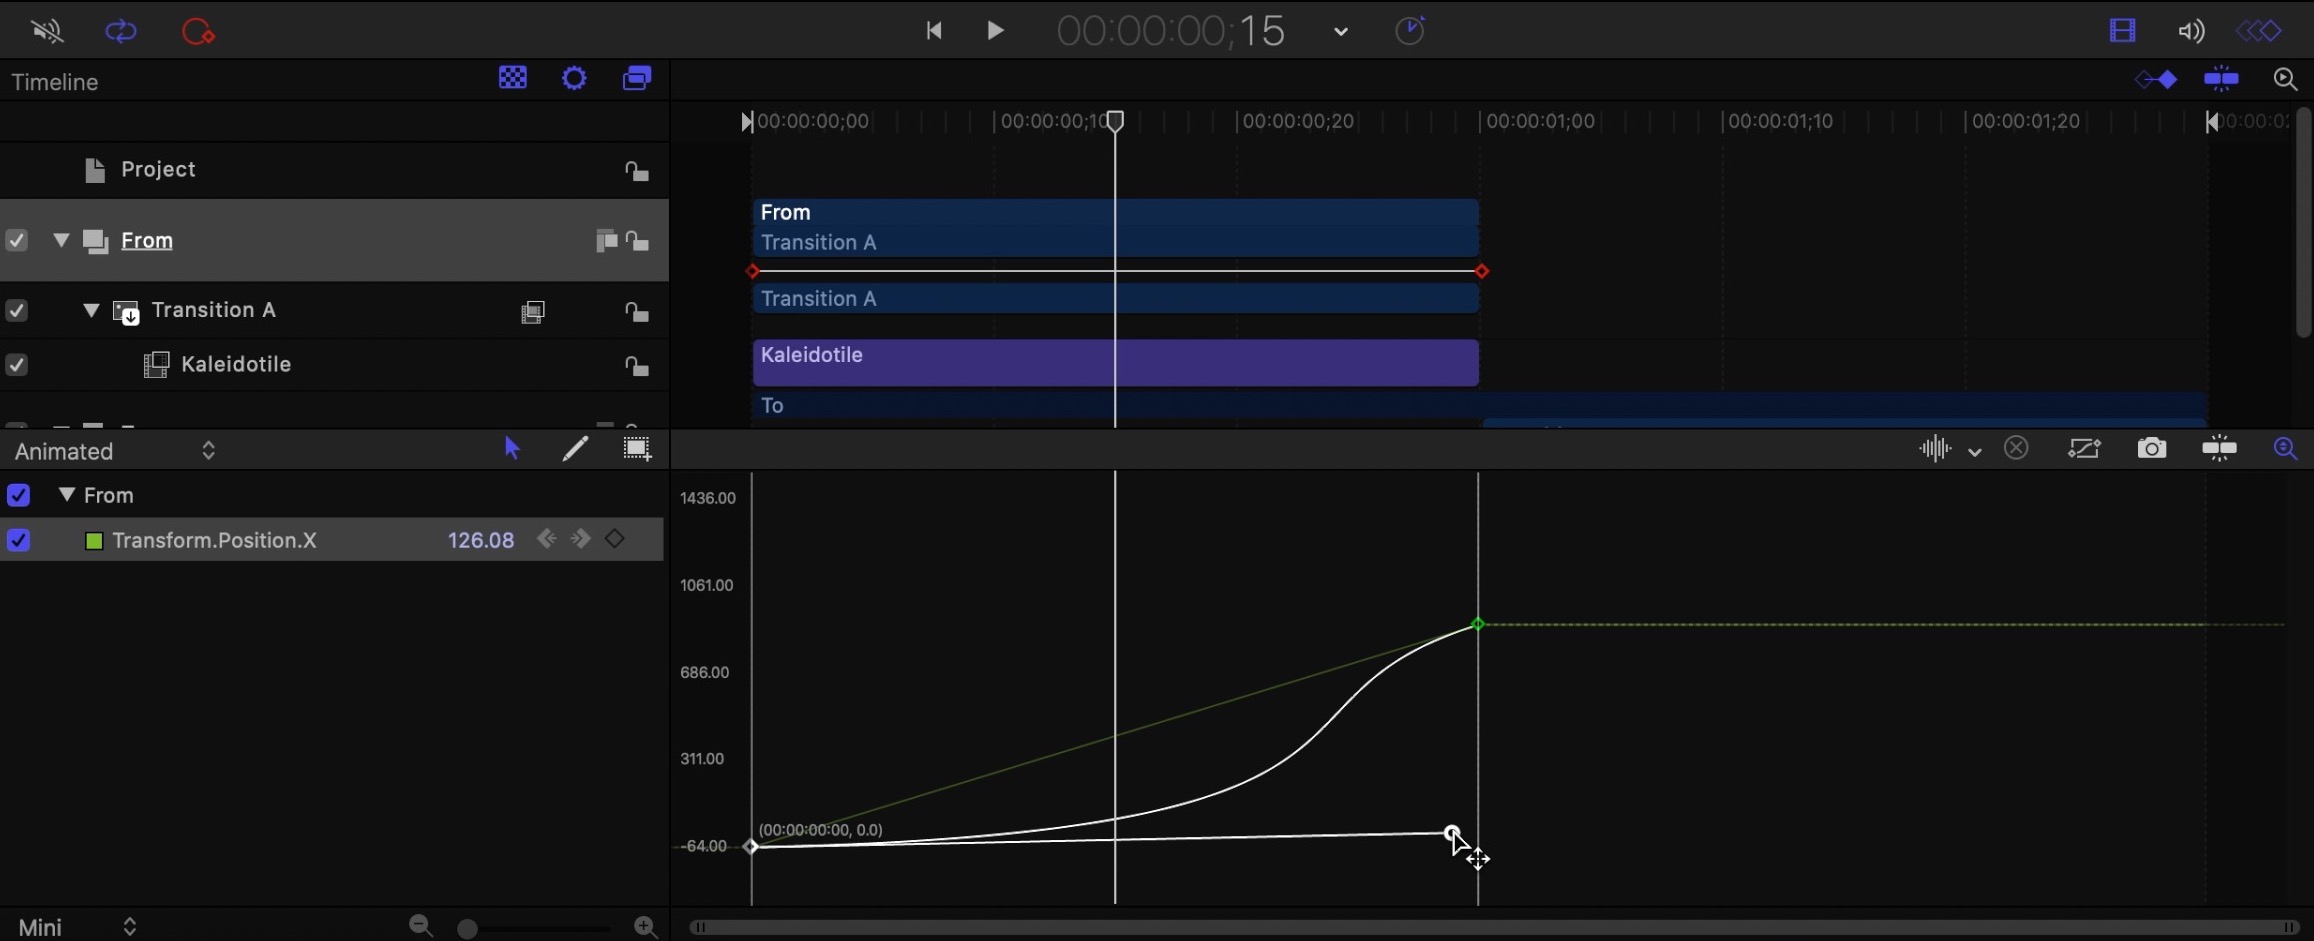 00:00:00;15
Timeline
00:00:00;00
00:00:00;10
00:00:00;20
00:00:01;00
00:00:01;10
00:00:01;20
Project
From
From
Transition A
Transition A
Transition A
Kaleidotile
Kaleidotile
To
Animated
From
1436.00
Transform.Position.X 126.08
1061.00
686.00
311.00
(00:00:00:00, 0.0)
-64.00
Mini